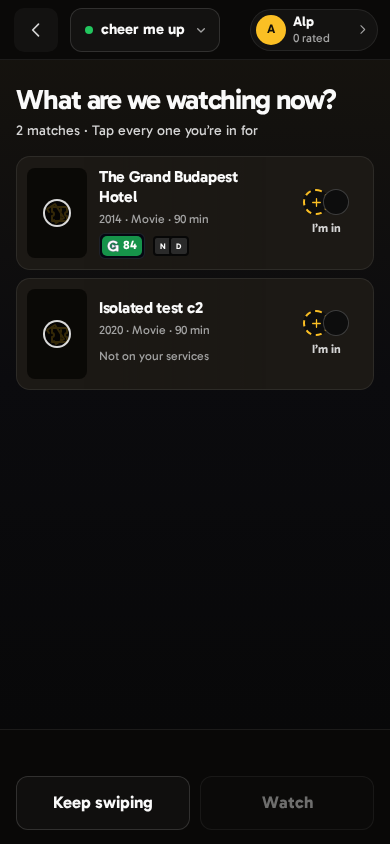 cheer me up
A
Alp
0 rated
What are we watching now?
2 matches · Tap every one you're in for
The Grand Budapest
Hotel
2014 · Movie · 90 min
G 84
N D
I'm in
Isolated test c2
2020 · Movie · 90 min
Not on your services
I'm in
Keep swiping
Watch